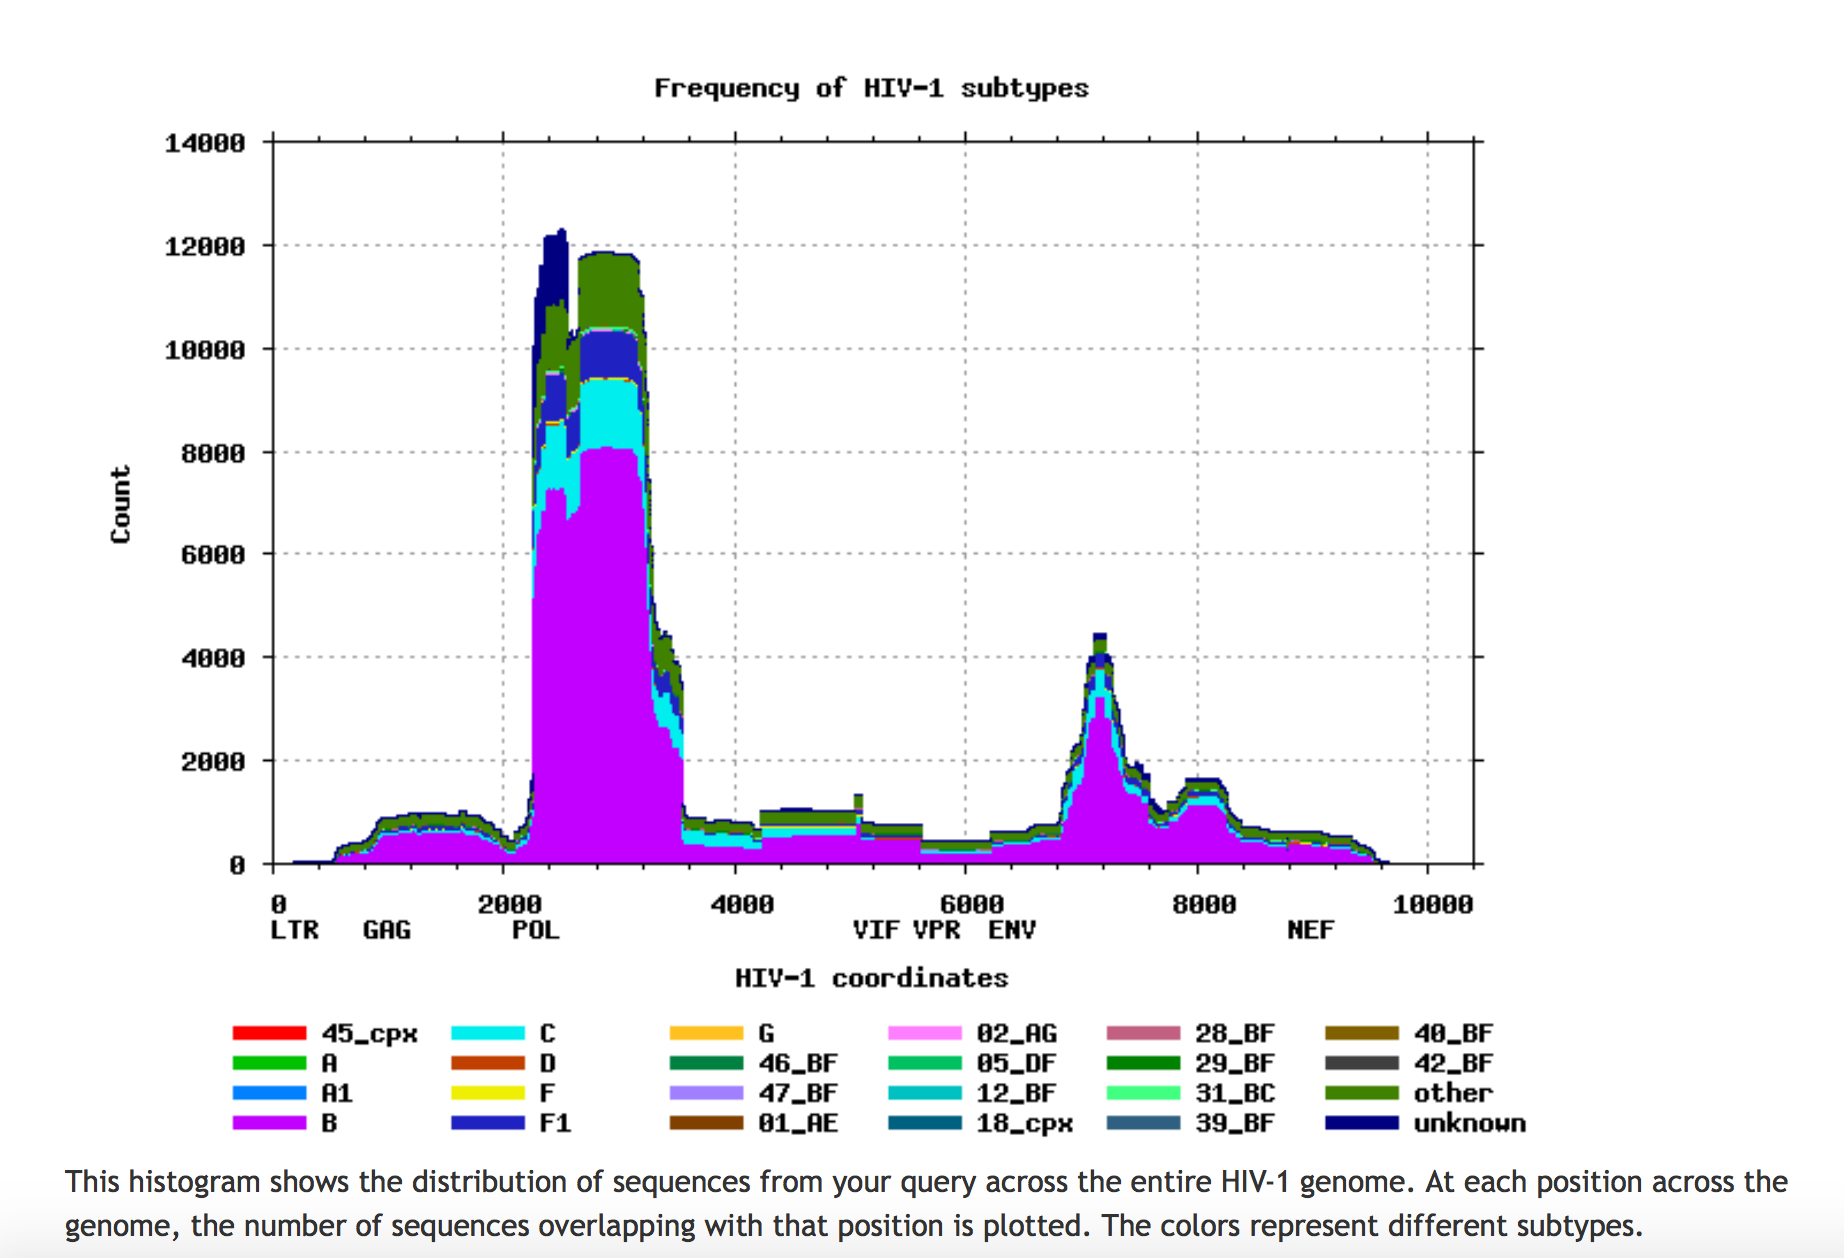 Frequency of HIV-1 subtypes
14000
12000
10000
8000
6000
4000
2000
0
Count
0 2000 4000 6000 8000 10000
LTR GAG POL VIF VPR ENV NEF
HIV-1 coordinates
45_cpx C G 02_AG 28_BF 40_BF
A D 46_BF 05_DF 29_BF 42_BF
A1 F 47_BF 12_BF 31_BC other
B F1 01_AE 18_cpx 39_BF unknown
This histogram shows the distribution of sequences from your query across the entire HIV-1 genome. At each position across the
genome, the number of sequences overlapping with that position is plotted. The colors represent different subtypes.